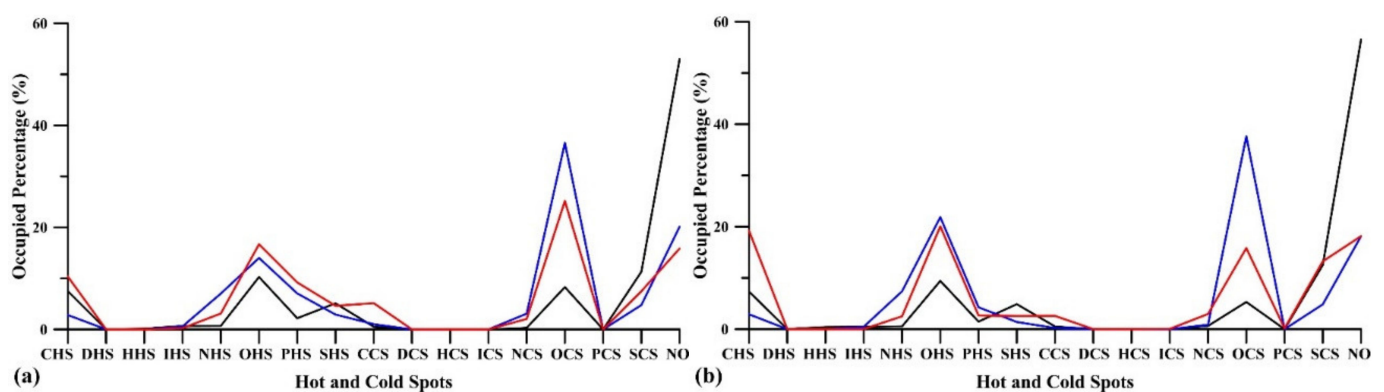 60
40
20
0
Occupied Percentage (%)
CHS DHS HHS IHS NHS OHS PHS SHS CCS DCS HCS ICS NCS OCS PCS SCS NO
Hot and Cold Spots
(a)
60
40
20
0
Occupied Percentage (%)
CHS DHS HHS IHS NHS OHS PHS SHS CCS DCS HCS ICS NCS OCS PCS SCS NO
Hot and Cold Spots
(b)